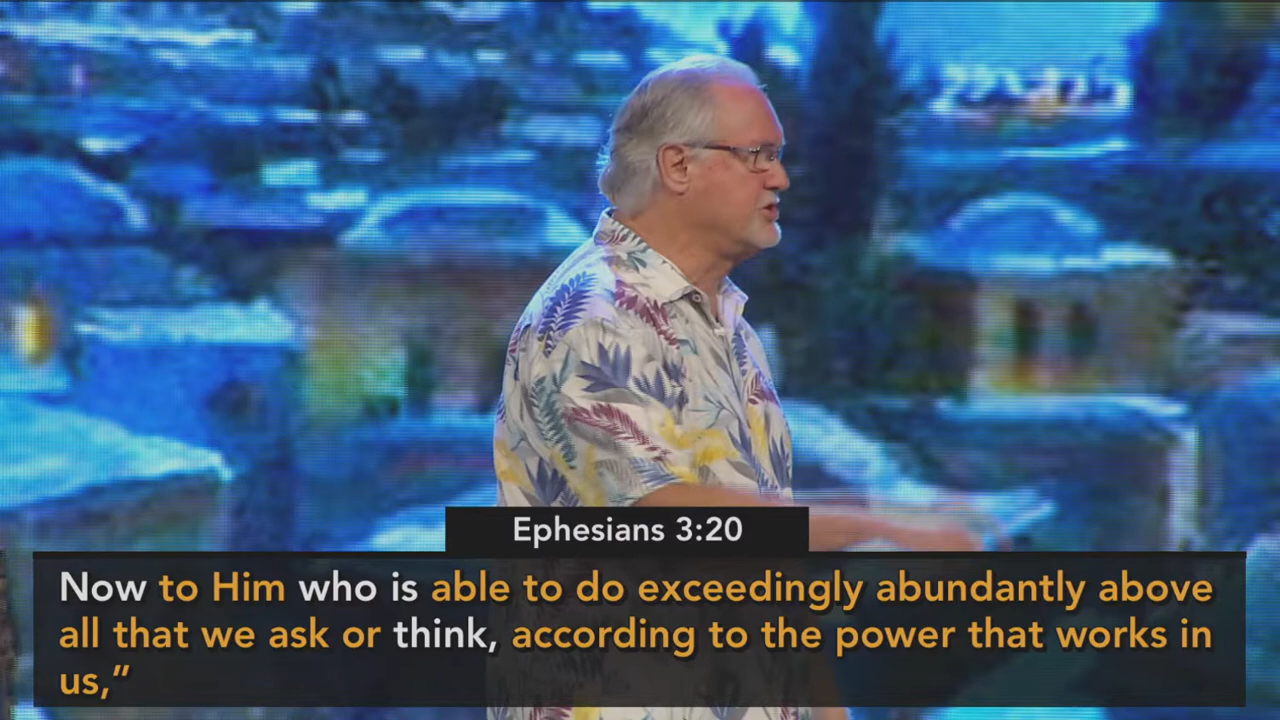 Ephesians 3:20
Now to Him who is able to do exceedingly abundantly above
all that we ask or think, according to the power that works in
us,”